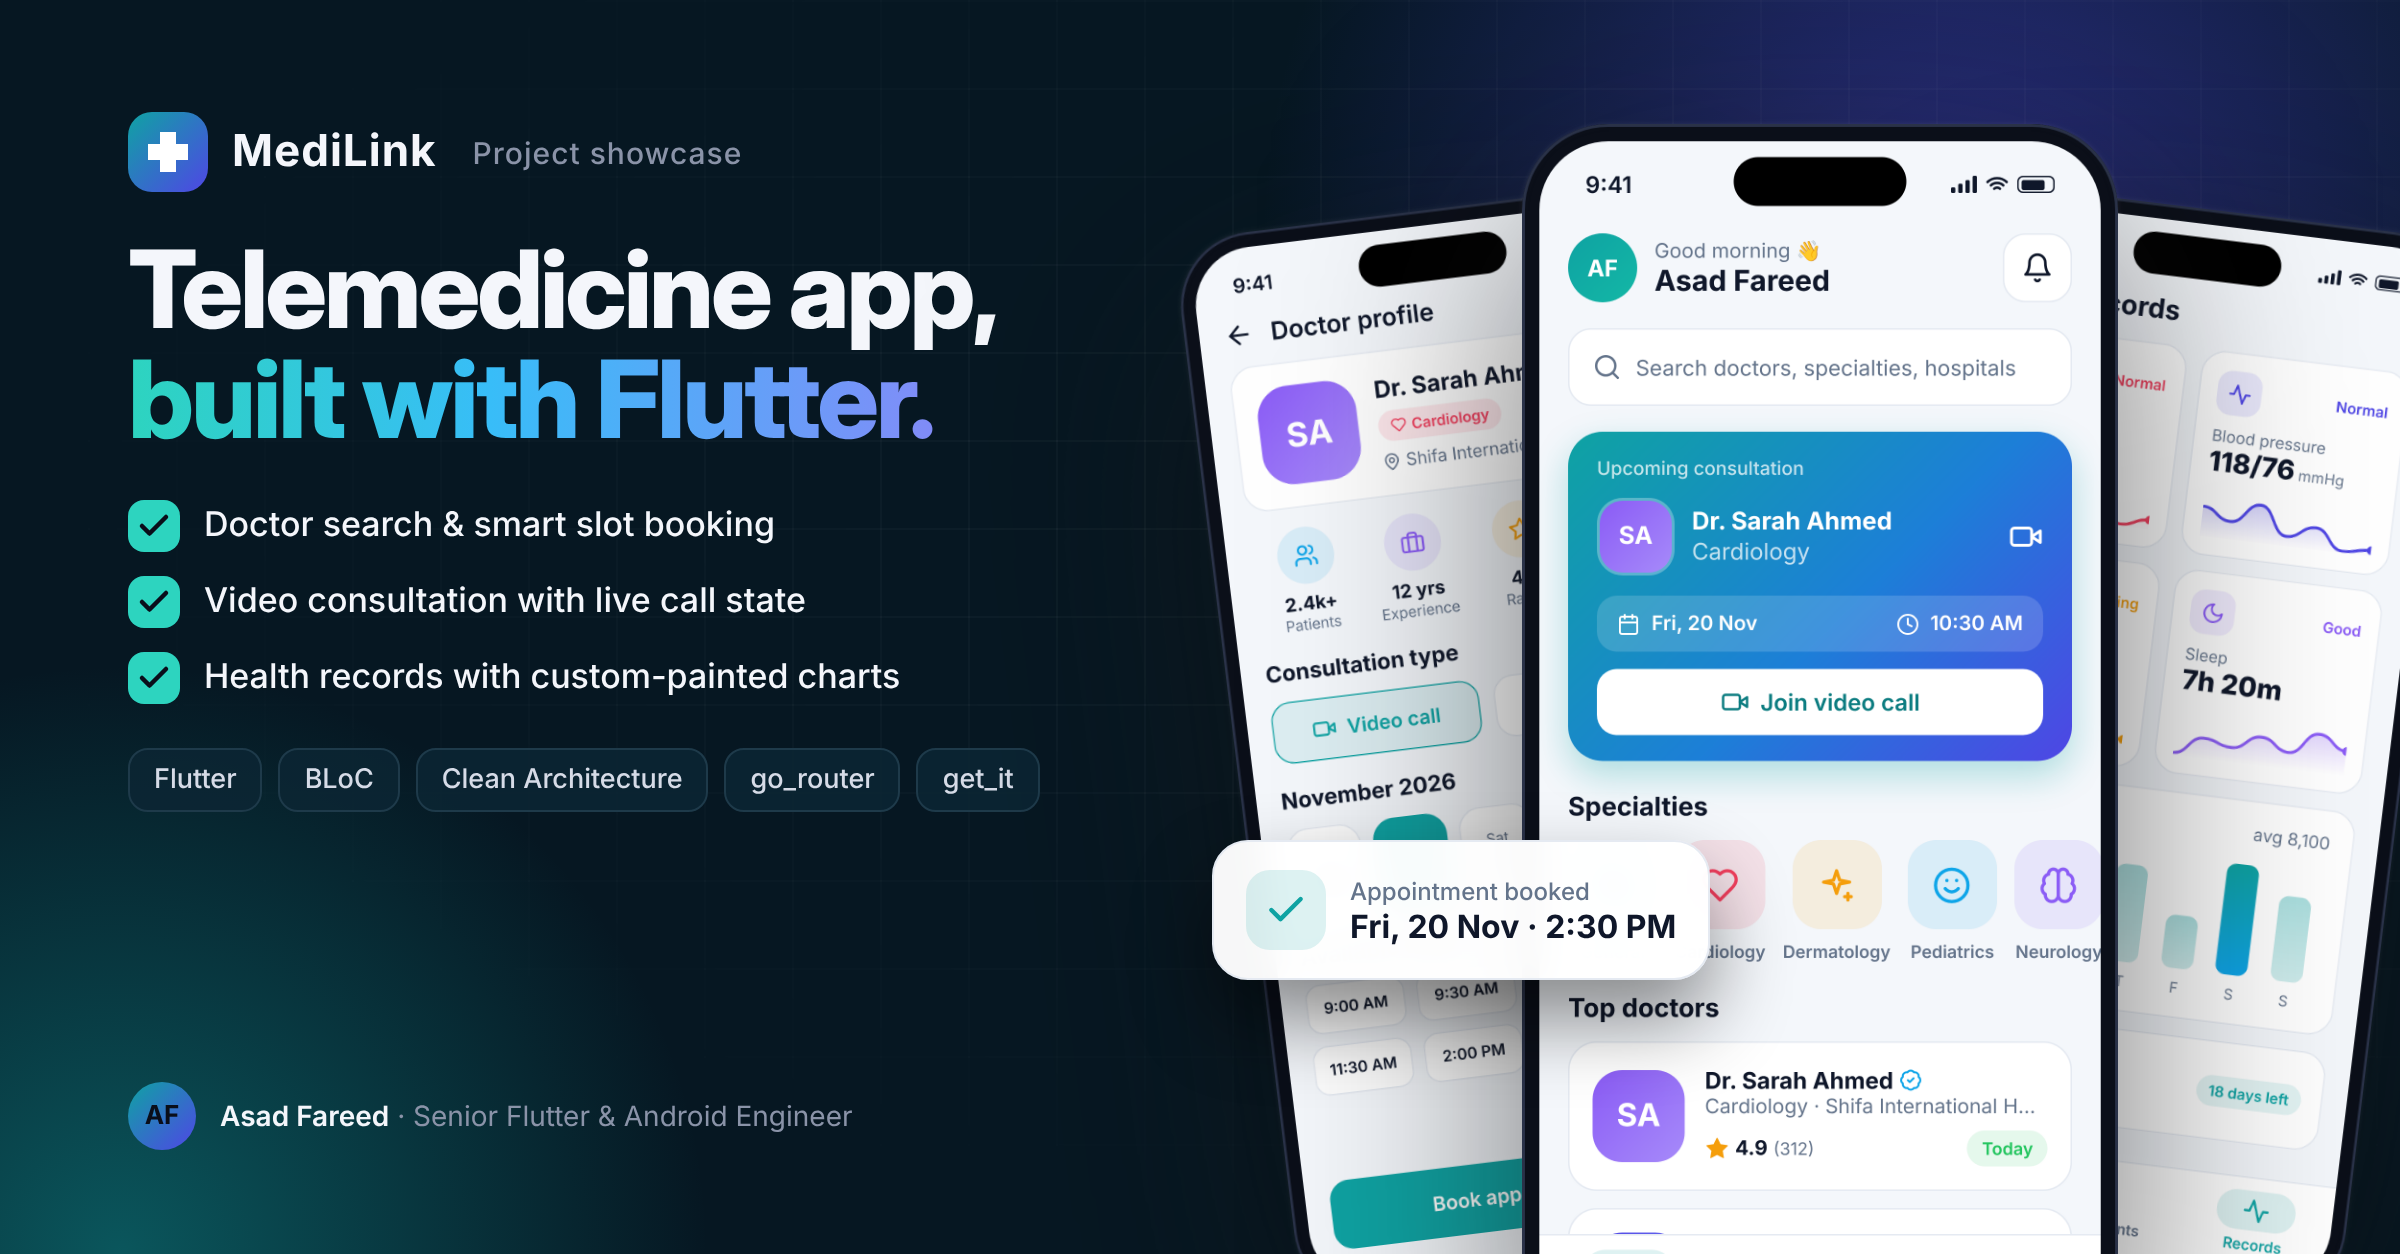 MediLink Project showcase
Telemedicine app,
built with Flutter.
Doctor search & smart slot booking
Video consultation with live call state
Health records with custom-painted charts
Flutter BLoC Clean Architecture go_router get_it
AF Asad Fareed · Senior Flutter & Android Engineer
9:41
Doctor profile
SA
Dr. Sarah
Cardiology
Shifa
2.4k+
Patients
12 yrs
Experience
Consultation type
Video call
November 2026
Sat
Appointment booked
Fri, 20 Nov · 2:30 PM
9:00 AM 9:30 AM
11:30 AM 2:00 PM
Book
9:41
AF
Good morning 👋
Asad Fareed
Search doctors, specialties, hospitals
Upcoming consultation
SA
Dr. Sarah Ahmed
Cardiology
Fri, 20 Nov 10:30 AM
Join video call
Specialties
Dermatology Pediatrics Neurology
Top doctors
SA
Dr. Sarah Ahmed
Cardiology · Shifa International H...
4.9 (312) Today
Normal Normal
Blood pressure
118/76 mmHg
Good
Sleep
7h 20m
avg 8,100
T F S S
18 days left
Records